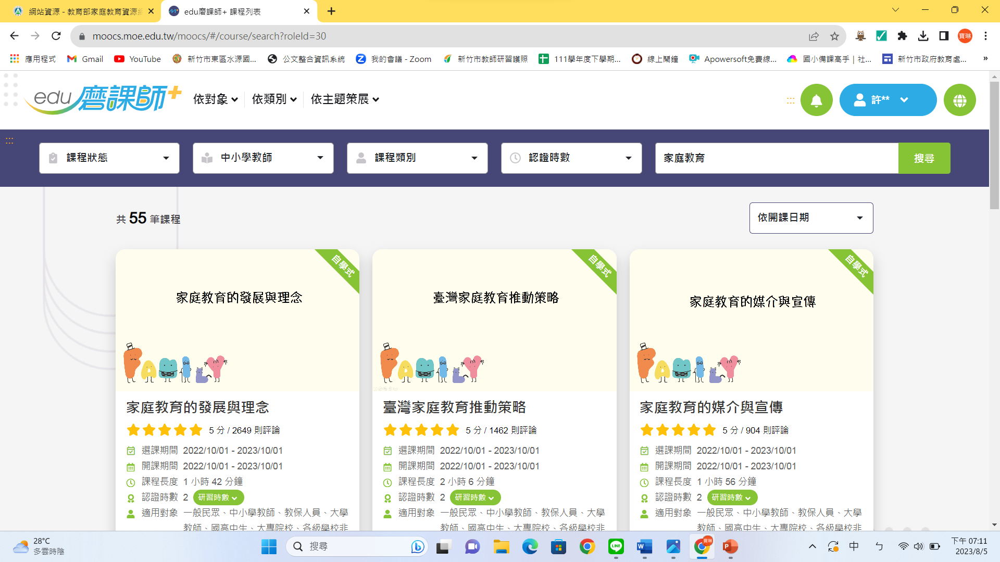 網站資源 - 教育部家庭教育資源網
edu磨課師+ 課程列表
moocs.moe.edu.tw/moocs/#/course/search?roleId=30
寶琳
應用程式
Gmail
YouTube
新竹市東區水源國...
公文整合資訊系統
我的會議 - Zoom
新竹市教師研習護照
111學年度下學期...
線上鬧鐘
Apowersoft免費線...
國小備課高手 | 社...
新竹市政府教育處...
»
edu磨課師+
依對象
依類別
依主題策展
許**
課程狀態
中小學教師
課程類別
認證時數
家庭教育
搜尋
共 55 筆課程
依開課日期
自學式
家庭教育的發展與理念
家庭教育的發展與理念
5 分 / 2649 則評論
選課期間 2022/10/01 - 2023/10/01
開課期間 2022/10/01 - 2023/10/01
課程長度 1 小時 42 分鐘
認證時數 2 研習時數
適用對象 一般民眾、中小學教師、教保人員、大學
教師、國高中生、大專院校、各級學校非
自學式
臺灣家庭教育推動策略
臺灣家庭教育推動策略
5 分 / 1462 則評論
選課期間 2022/10/01 - 2023/10/01
開課期間 2022/10/01 - 2023/10/01
課程長度 2 小時 6 分鐘
認證時數 2 研習時數
適用對象 一般民眾、中小學教師、教保人員、大學
教師、國高中生、大專院校、各級學校非
自學式
家庭教育的媒介與宣傳
家庭教育的媒介與宣傳
5 分 / 904 則評論
選課期間 2022/10/01 - 2023/10/01
開課期間 2022/10/01 - 2023/10/01
課程長度 1 小時 56 分鐘
認證時數 2 研習時數
適用對象 一般民眾、中小學教師、教保人員、大學
教師、國高中生、大專院校、各級學校非
28°C
多雲時陰
搜尋
中
ㄅ
下午 07:11
2023/8/5